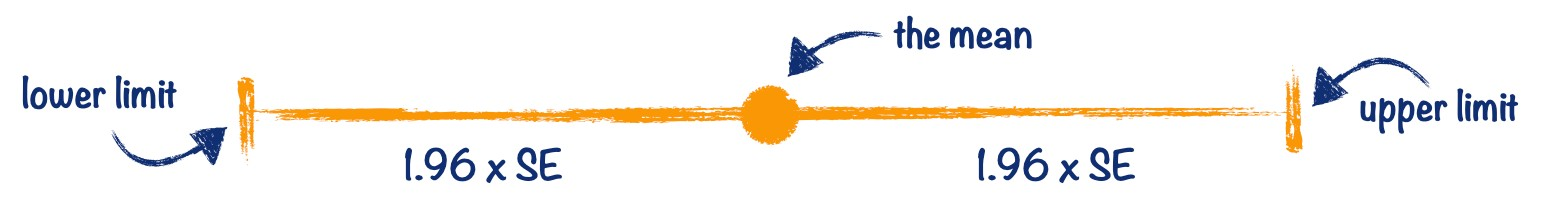 the mean
lower limit
upper limit
1.96 x SE
1.96 x SE